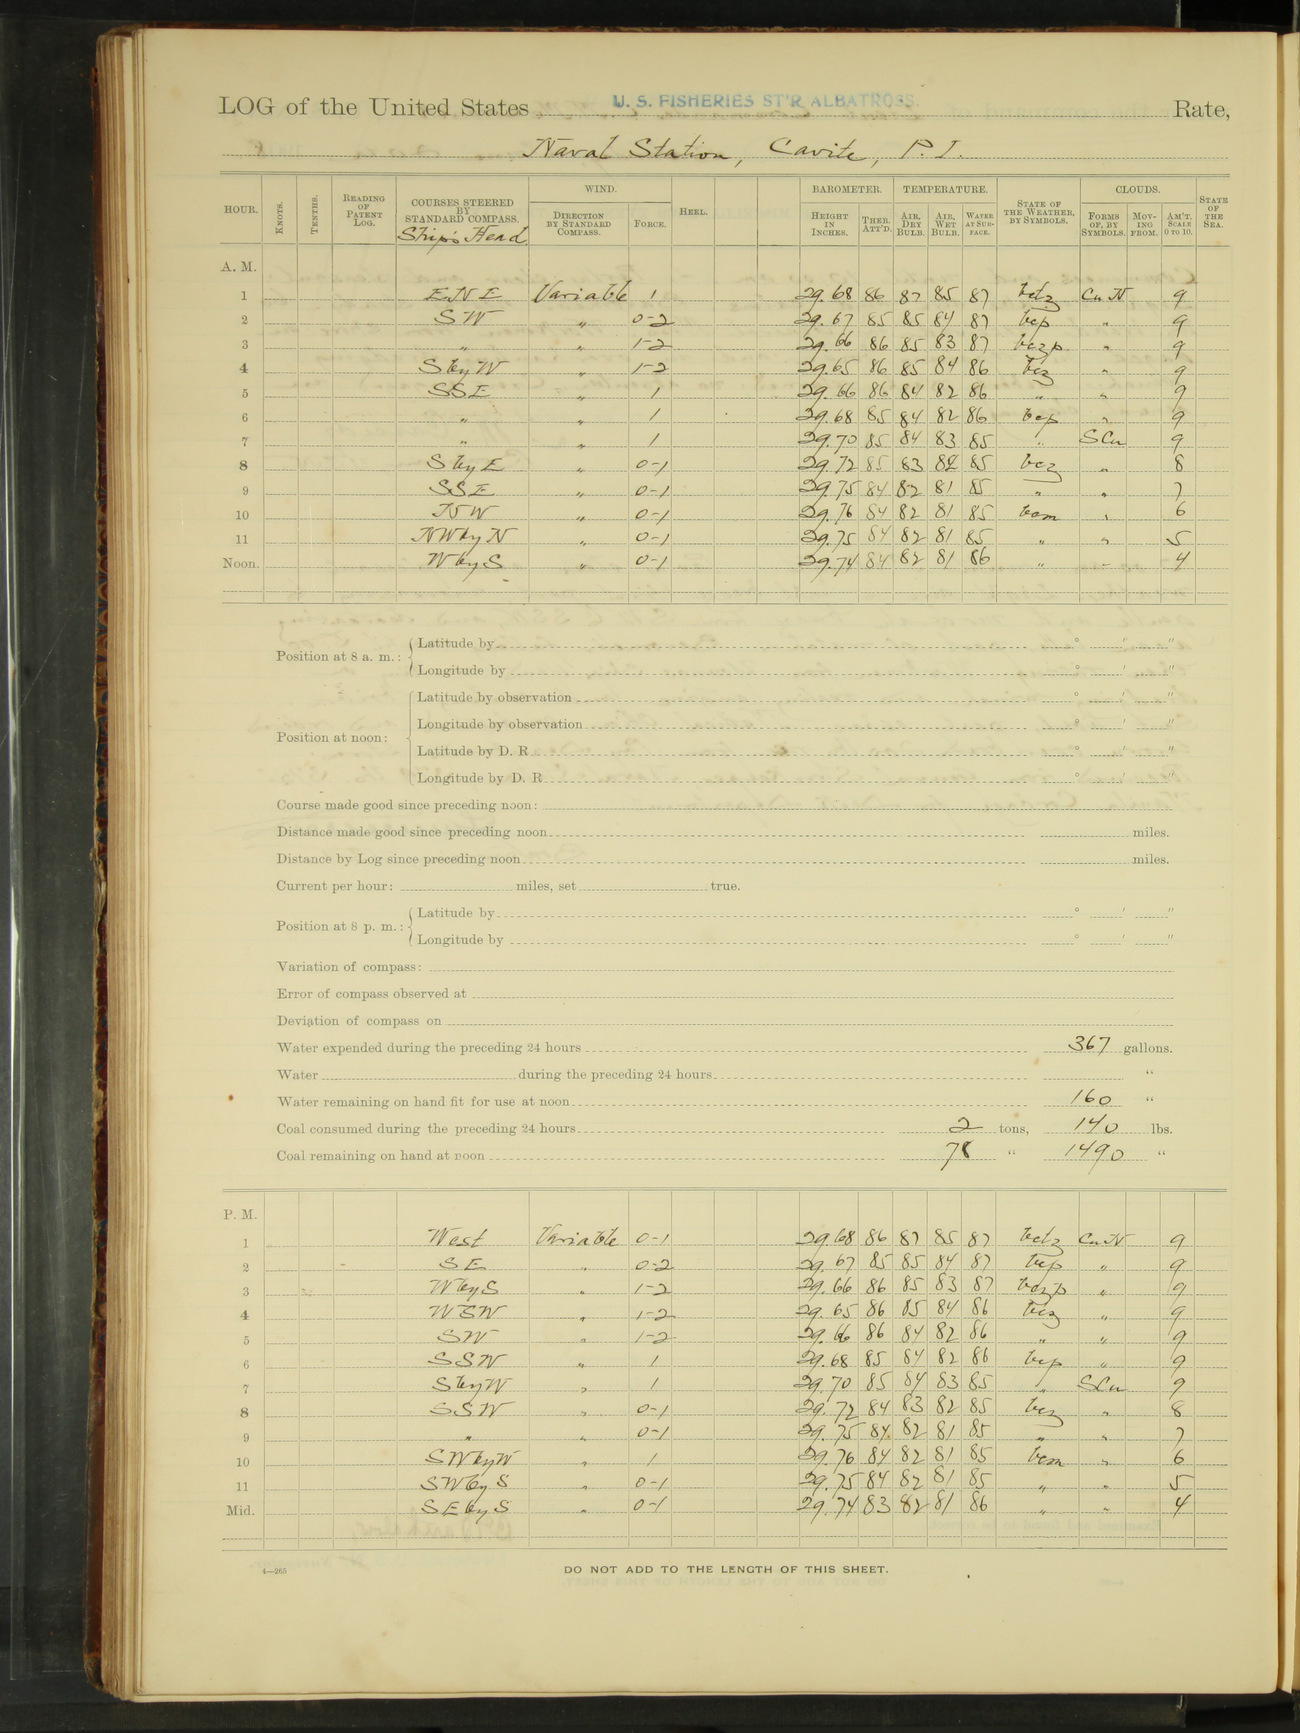 LOG of the United States U. S. FISHERIES ST'R ALBATROSS. Rate,
Naval Station, Cavite, P. I.
HOUR. KNOTS. TENTHS. READING OF PATENT LOG. COURSES STEERED BY STANDARD COMPASS. Ship's Head WIND. DIRECTION BY STANDARD COMPASS. FORCE. HEEL. BAROMETER. HEIGHT IN INCHES. THER. ATT'D. TEMPERATURE. AIR, DRY BULB. AIR, WET BULB. WATER AT SURFACE. STATE OF THE WEATHER, BY SYMBOLS. CLOUDS. FORMS OF, BY SYMBOLS. MOVING FROM. AM'T. SCALE 0 TO 10. STATE OF THE SEA.
A. M.
1 ENE Variable 1 29.68 86 87 85 87 bclz Cu.N 9
2 SW " 0-2 29.67 85 85 84 87 bcp " 9
3 " " 1-2 29.66 86 85 83 87 bczp " 9
4 SbyW " 1-2 29.65 86 85 84 86 bcz " 9
5 SSE " 1 29.66 86 84 82 86 " " 9
6 " " 1 29.68 85 84 82 86 bcp " 9
7 " " 1 29.70 85 84 83 85 " SCu 9
8 SbyE " 0-1 29.72 85 83 82 85 bcz " 8
9 SSE " 0-1 29.75 84 82 81 85 " " 7
10 NW " 0-1 29.76 84 82 81 85 bcm " 6
11 NWbyN " 0-1 29.75 84 82 81 85 " " 5
Noon. WbyS " 0-1 29.74 84 82 81 86 " " 4
Position at 8 a. m.: Latitude by ° ' "
Longitude by ° ' "
Position at noon: Latitude by observation ° ' "
Longitude by observation ° ' "
Latitude by D. R ° ' "
Longitude by D. R ° ' "
Course made good since preceding noon:
Distance made good since preceding noon miles.
Distance by Log since preceding noon miles.
Current per hour: miles, set true.
Position at 8 p. m.: Latitude by ° ' "
Longitude by ° ' "
Variation of compass:
Error of compass observed at
Deviation of compass on
Water expended during the preceding 24 hours 367 gallons.
Water during the preceding 24 hours "
Water remaining on hand fit for use at noon 160 "
Coal consumed during the preceding 24 hours 2 tons, 140 lbs.
Coal remaining on hand at noon 78 " 1490 "
P. M.
1 West Variable 0-1 29.68 86 87 85 87 bclz Cu.N 9
2 SE " 0-2 29.67 85 85 84 87 bcp " 9
3 WbyS " 1-2 29.66 86 85 83 87 bczp " 9
4 WSW " 1-2 29.65 86 85 84 86 bcz " 9
5 SW " 1-2 29.66 86 84 82 86 " " 9
6 SSW " 1 29.68 85 84 82 86 bcp " 9
7 SbyW " 1 29.70 85 84 83 85 " SCu 9
8 SSW " 0-1 29.72 84 83 82 85 bcz " 8
9 " " 0-1 29.75 84 82 81 85 " " 7
10 SWbyW " 1 29.76 84 82 81 85 bcm " 6
11 SWbyS " 0-1 29.75 84 82 81 85 " " 5
Mid. SEbyS " 0-1 29.74 83 82 81 86 " " 4
4—265
DO NOT ADD TO THE LENGTH OF THIS SHEET.